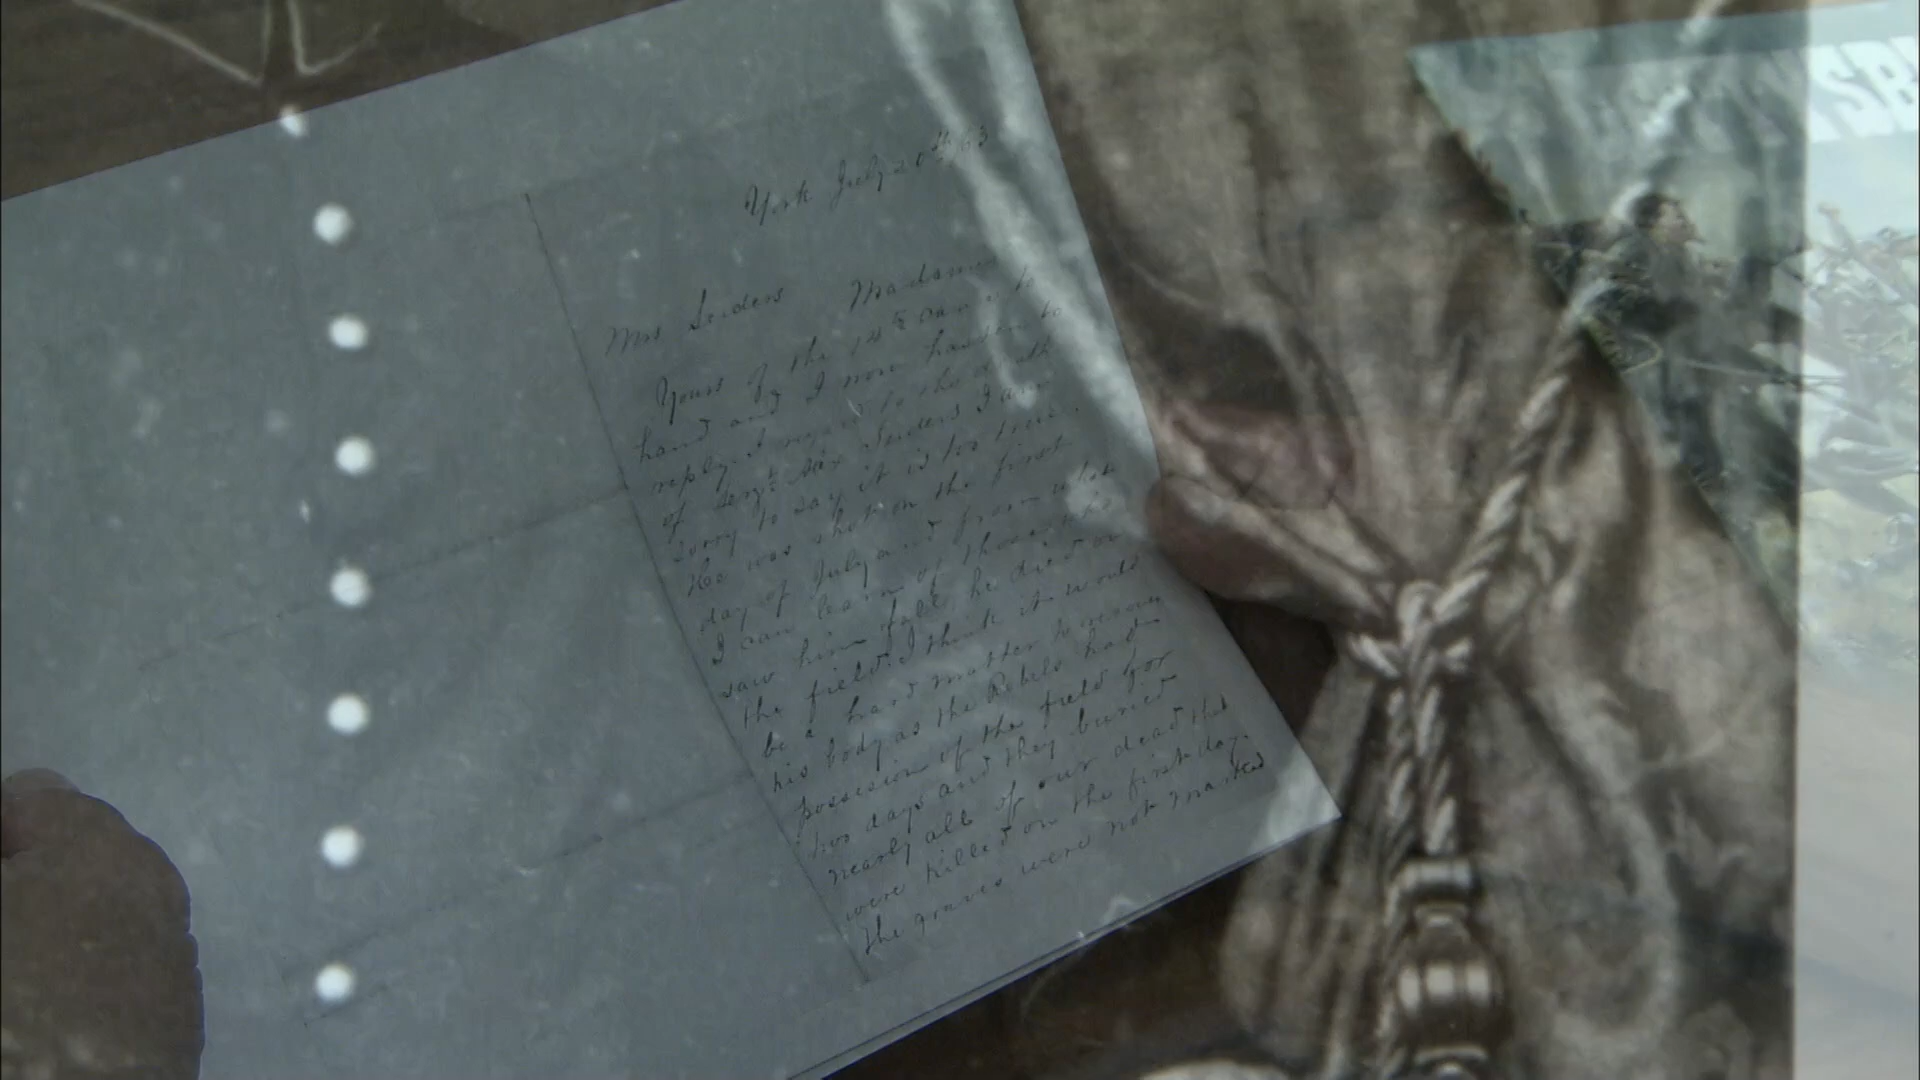 SB
York July 20th 63
Mrs Seiders Madame
Yours of the 14th came to
hand and I now hasten to
reply. In regard to the death
of Sergt Seiders I am
sorry to say it is too true.
He was shot on the first
day of July and from what
I can learn of those who
saw him fall he died on
the field. I think it would
be a hard matter to recover
his body as the Rebels had
possession of the field for
two days and they buried
nearly all of our dead that
were killed on the first day.
The graves were not marked